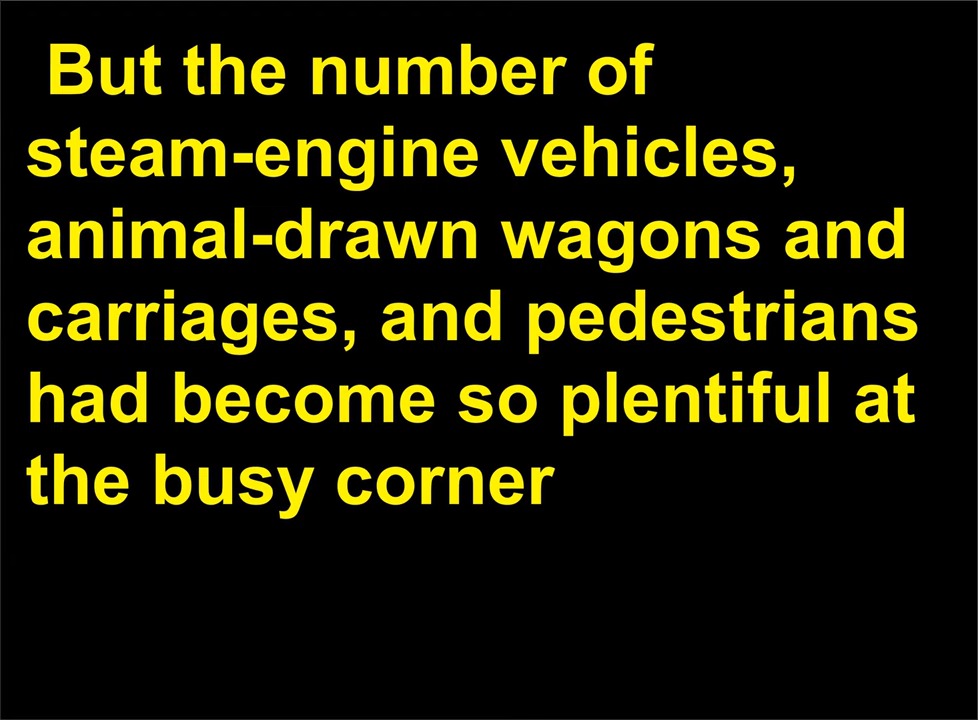 But the number of
steam-engine vehicles,
animal-drawn wagons and
carriages, and pedestrians
had become so plentiful at
the busy corner